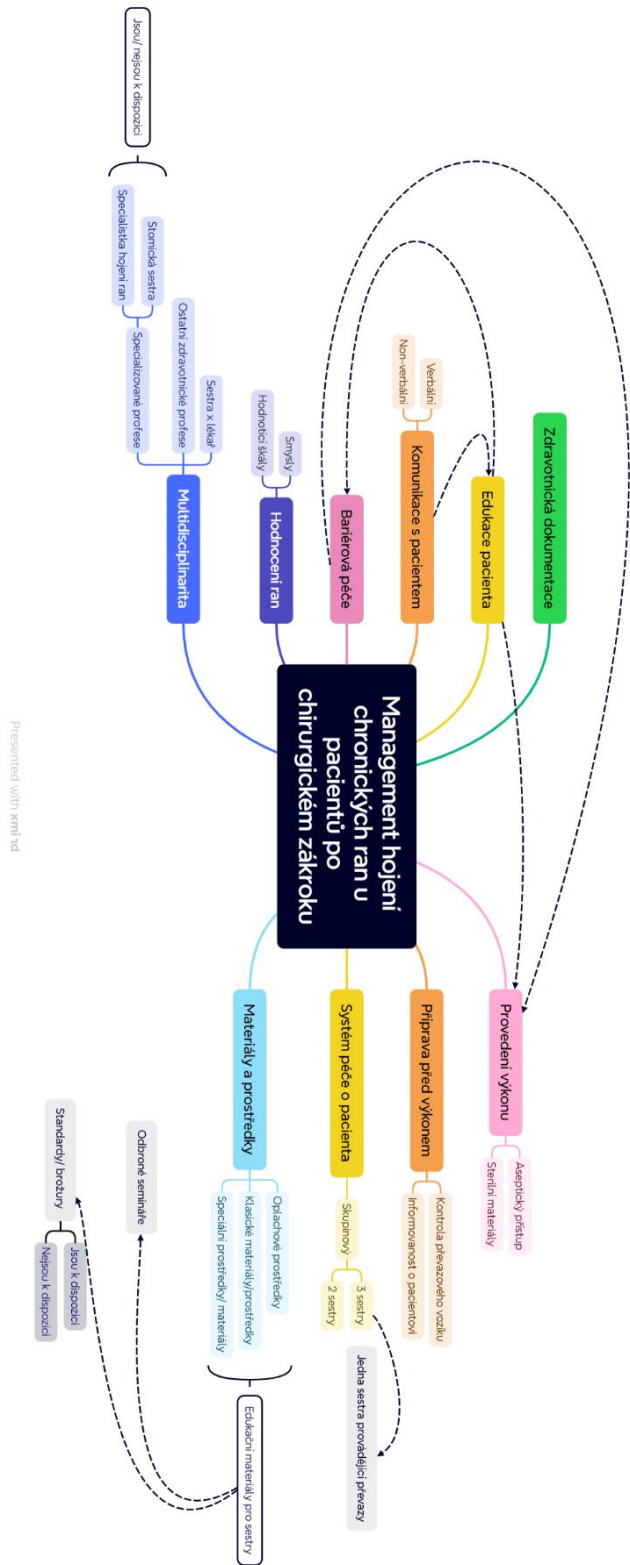 Management hojení
chronických ran u
pacientů po
chirurgickém zákroku
Zdravotnická dokumentace
Edukace pacienta
Komunikace s pacientem
Verbální
Non-verbální
Bariérová péče
Hodnocení ran
Smysly
Hodnotící škály
Multidisciplinarita
Sestra x lékař
Ostatní zdravotnické profese
Specializované profese
Stomická sestra
Specialistka hojení ran
Jsou/ nejsou k dispozici
Provedení výkonu
Aseptický přístup
Sterilní materiály
Příprava před výkonem
Kontrola převazového vozíku
Informovanost o pacientovi
Systém péče o pacienta
Skupinový
3 sestry
2 sestry
Jedna sestra provádějící převazy
Materiály a prostředky
Oplachové prostředky
Klasické materiály/prostředky
Speciální prostředky/ materiály
Edukační materiály pro sestry
Odbroné semináře
Standardy/ brožury
Jsou k dispozici
Nejsou k dispozici
Presented with